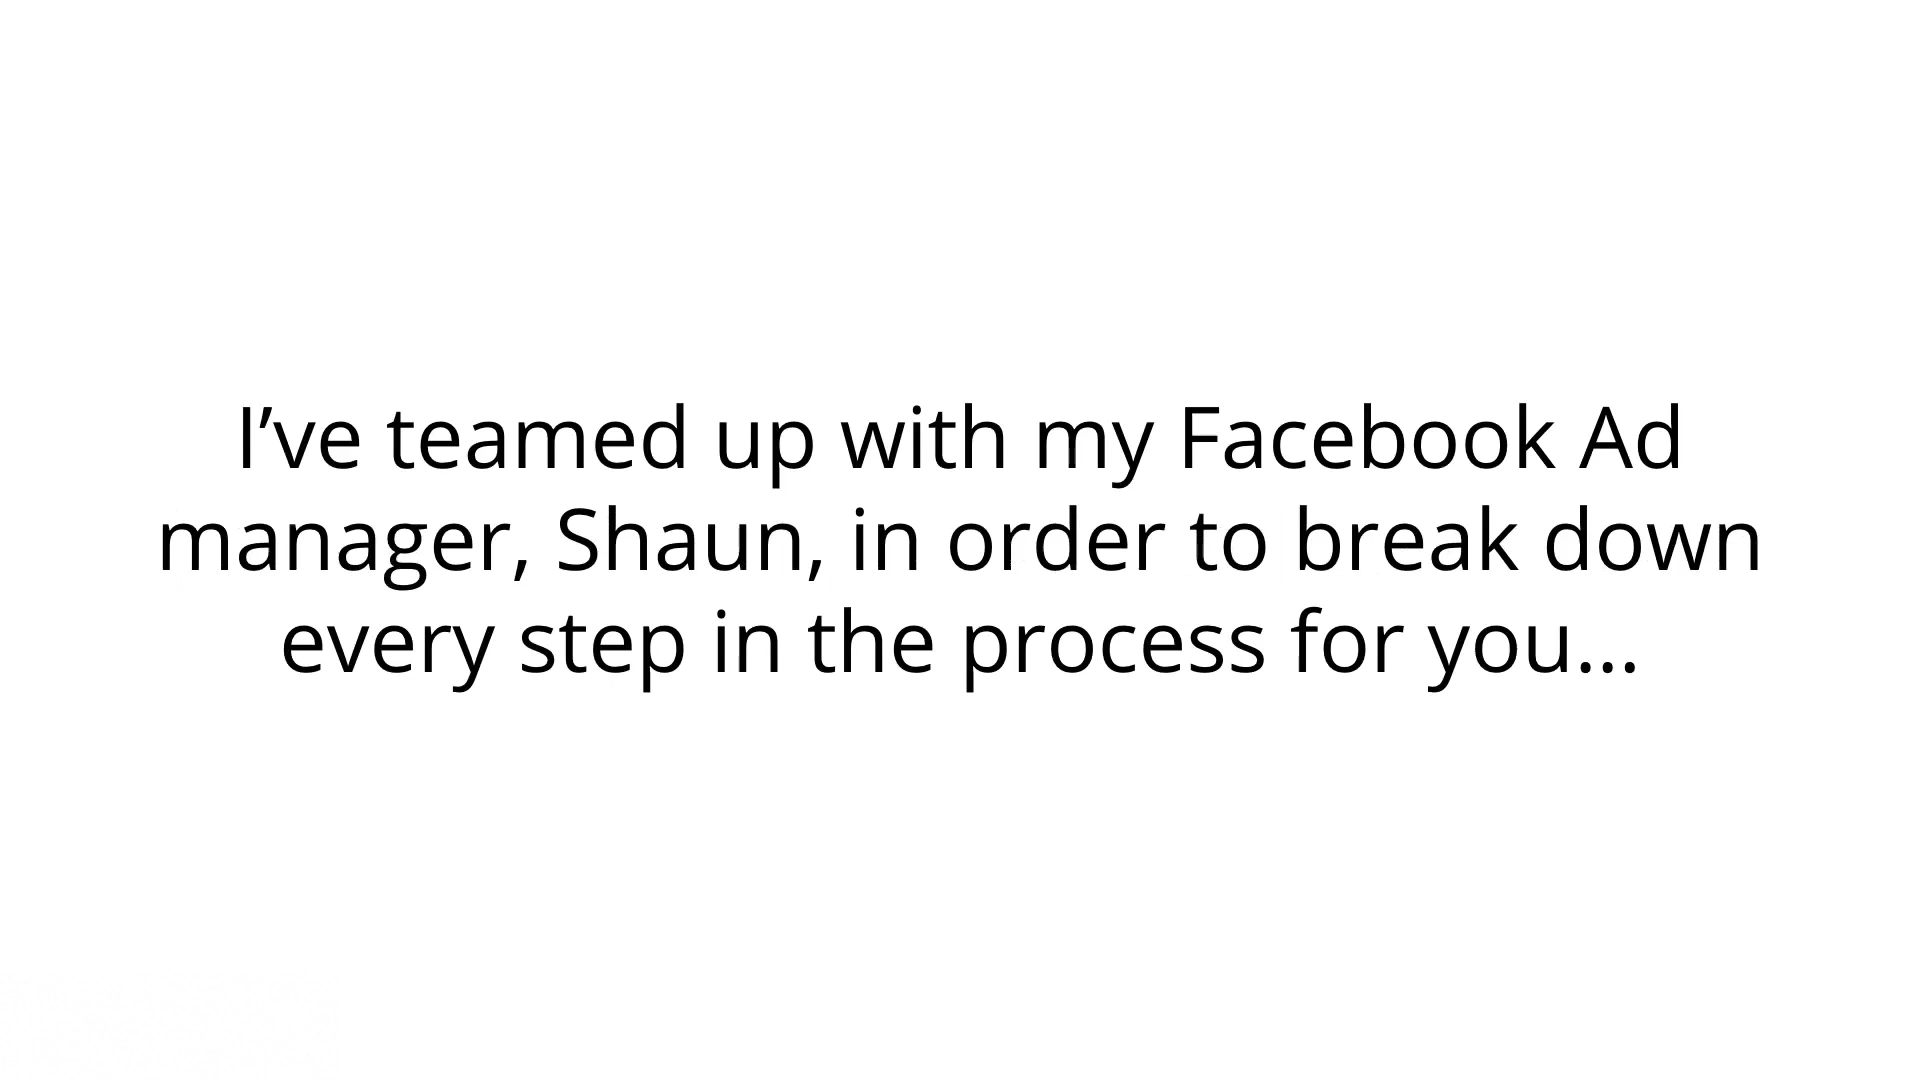 I’ve teamed up with my Facebook Ad
manager, Shaun, in order to break down
every step in the process for you…